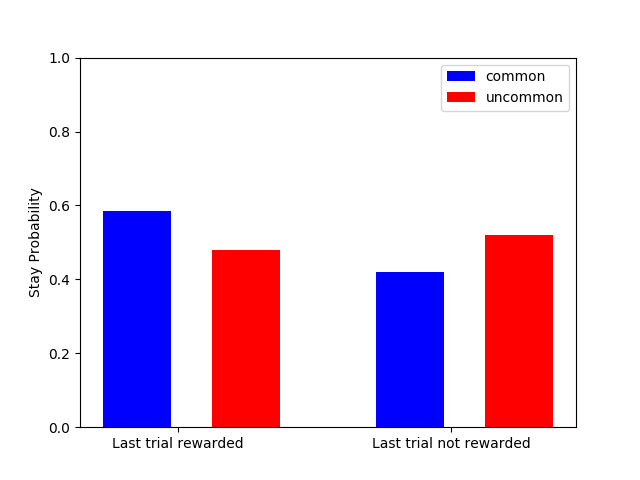 1.0
0.8
0.6
0.4
0.2
0.0
Stay Probability
common
uncommon
Last trial rewarded
Last trial not rewarded